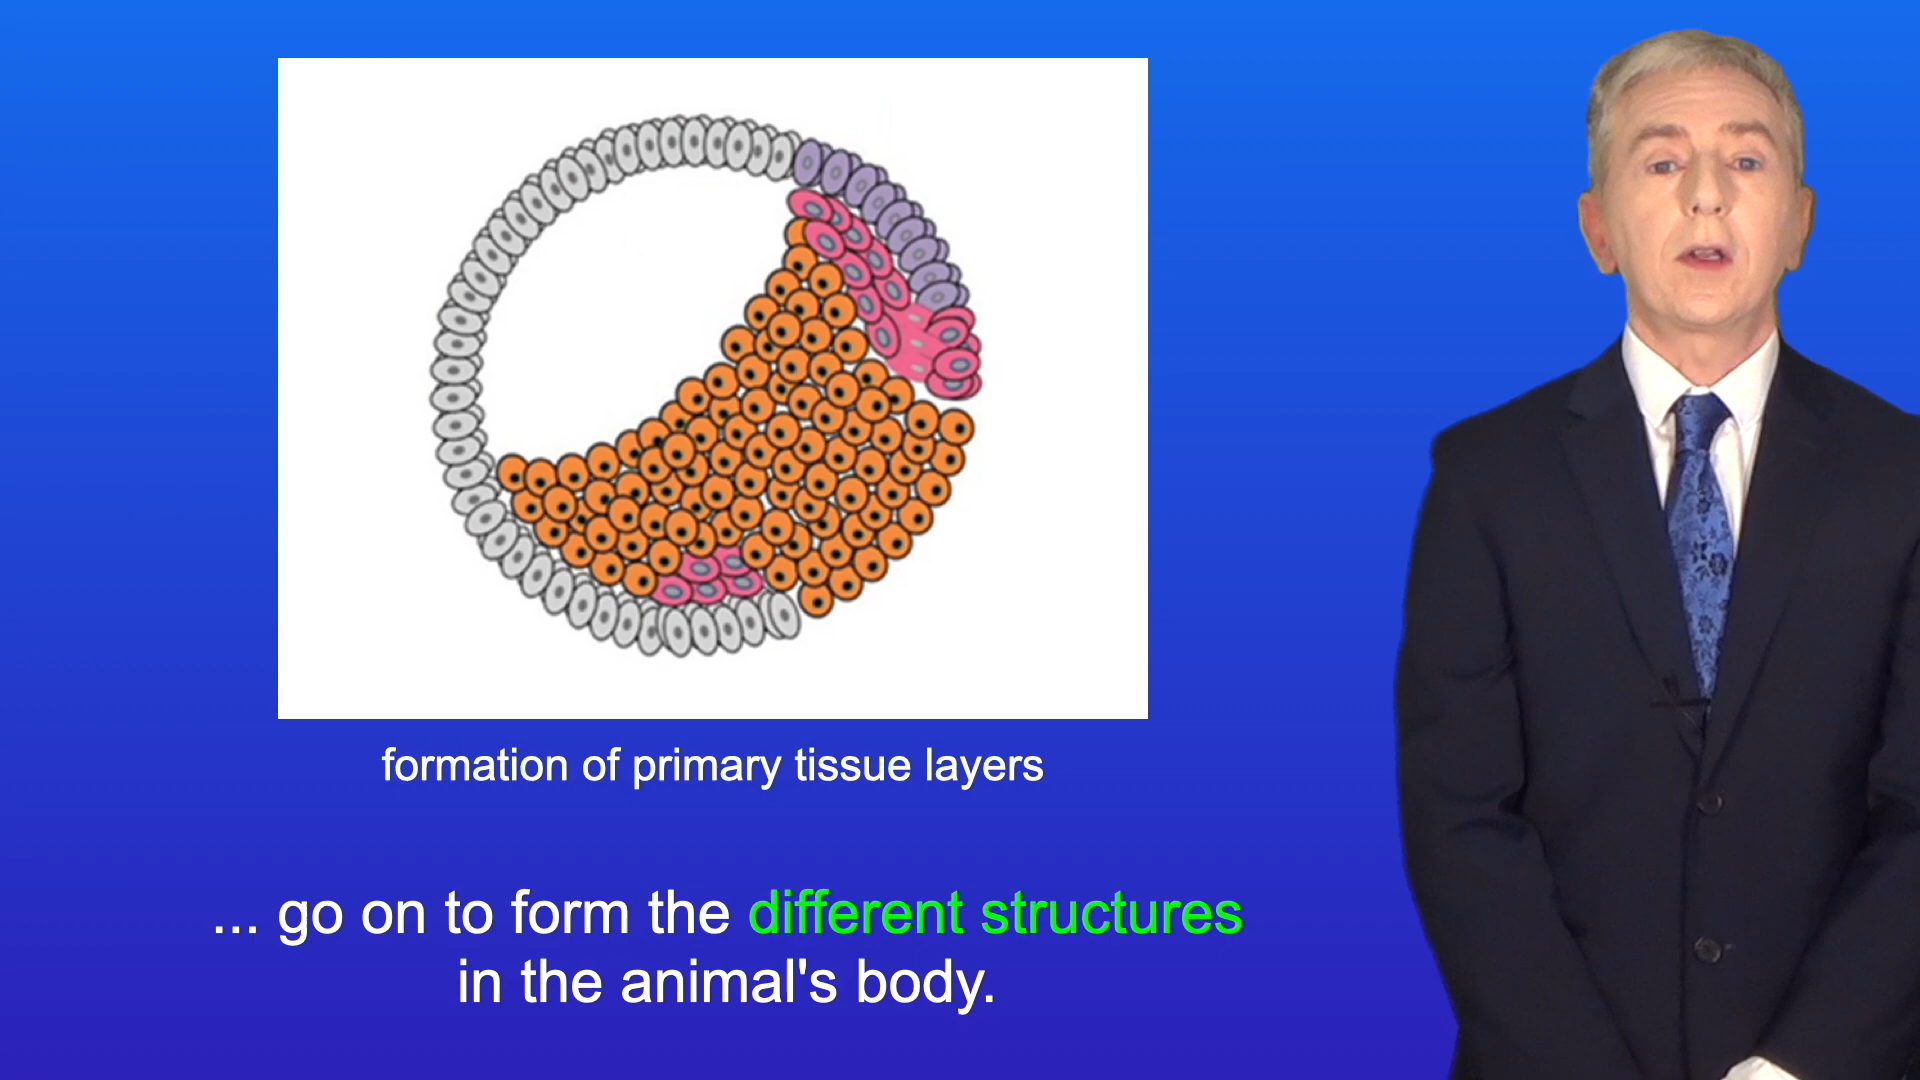 formation of primary tissue layers
... go on to form the different structures
in the animal's body.